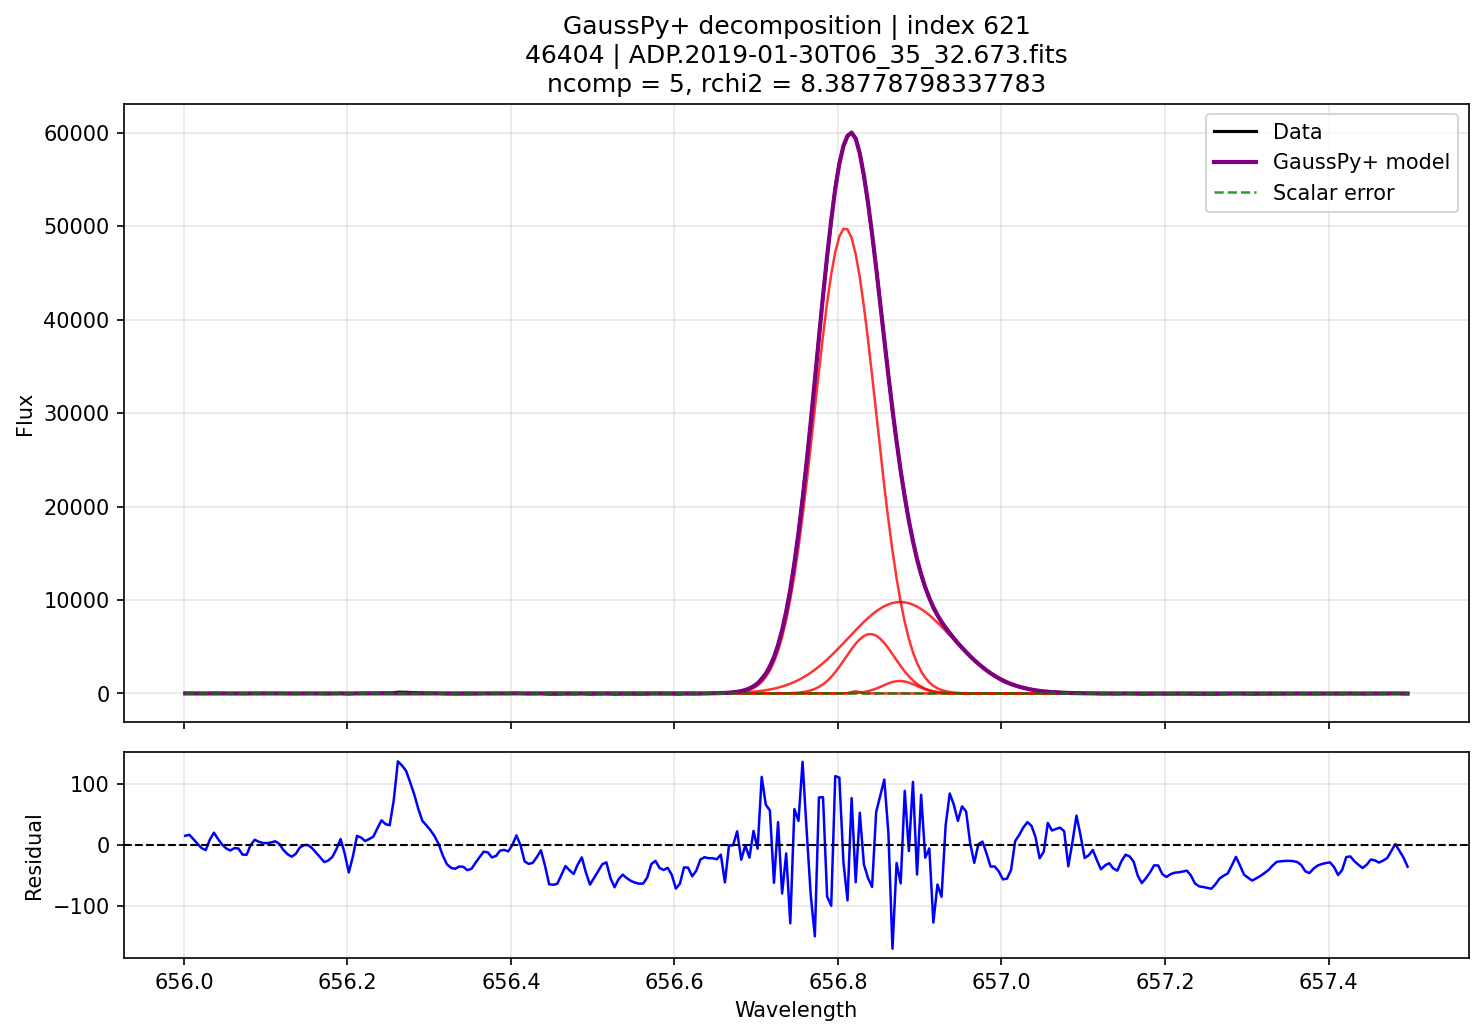 GaussPy+ decomposition | index 621
46404 | ADP.2019-01-30T06_35_32.673.fits
ncomp = 5, rchi2 = 8.38778798337783
Data
GaussPy+ model
Scalar error
60000
50000
40000
30000
20000
10000
0
Flux
100
0
−100
Residual
656.0
656.2
656.4
656.6
656.8
657.0
657.2
657.4
Wavelength